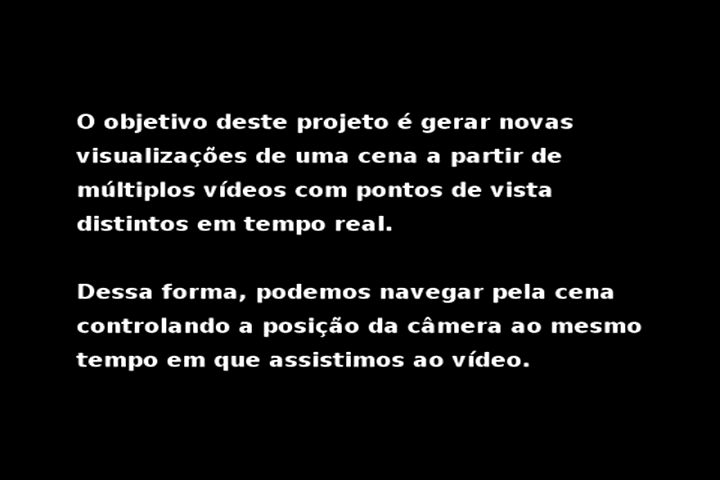 O objetivo deste projeto é gerar novas
visualizações de uma cena a partir de
múltiplos vídeos com pontos de vista
distintos em tempo real.
Dessa forma, podemos navegar pela cena
controlando a posição da câmera ao mesmo
tempo em que assistimos ao vídeo.